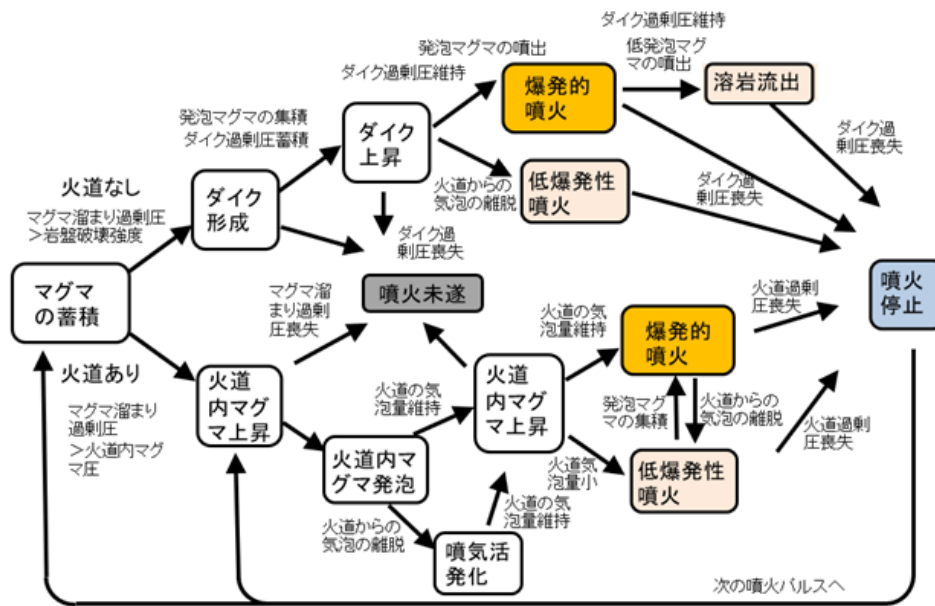 ダイク過剰圧維持
発泡マグマの噴出
低発泡マグ
マの噴出
ダイク過剰圧維持
爆発的
噴火
溶岩流出
発泡マグマの集積
ダイク過剰圧蓄積
ダイク
上昇
ダイク過
剰圧喪失
火道なし
マグマ溜まり過剰圧
＞岩盤破壊強度
ダイク
形成
火道からの
気泡の離脱
低爆発性
噴火
ダイク過
剰圧喪失
ダイク過
剰圧喪失
マグマ
の蓄積
マグマ溜
まり過剰
圧喪失
噴火未遂
火道の気
泡量維持
爆発的
噴火
火道過剰
圧喪失
噴火
停止
火道あり
マグマ溜まり
過剰圧
＞火道内マグ
マ圧
火道
内マグマ上昇
火道の気
泡量維持
火道
内マグ
マ上昇
発泡マグ
マの集積
火道からの
気泡の離脱
火道過剰
圧喪失
火道内マ
グマ発泡
火道気
泡量小
低爆発性
噴火
火道からの
気泡の離脱
火道の気
泡量維持
噴気活
発化
次の噴火パルスへ